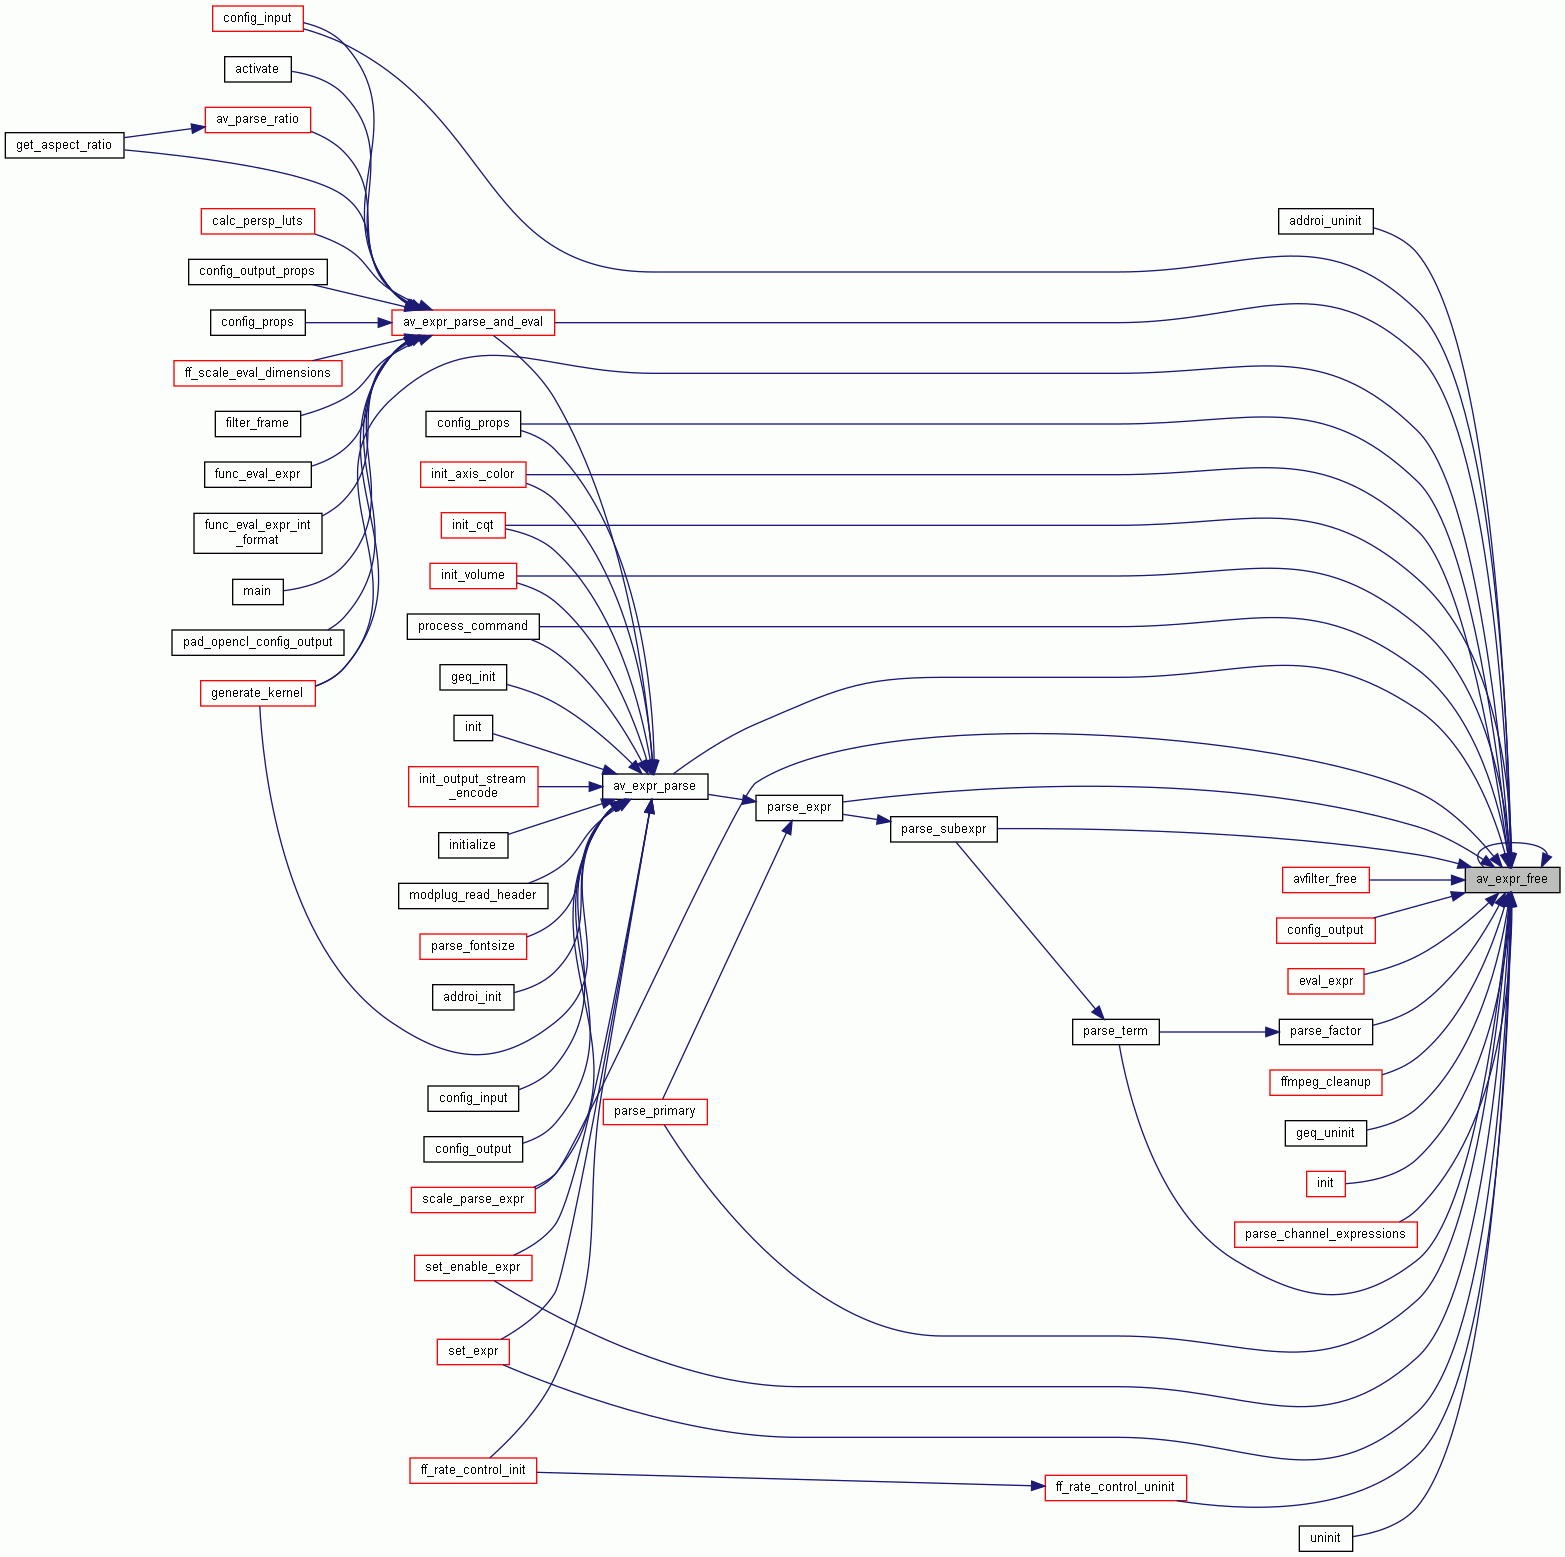 config_input
activate
av_parse_ratio
get_aspect_ratio
calc_persp_luts
config_output_props
config_props
av_expr_parse_and_eval
ff_scale_eval_dimensions
filter_frame
func_eval_expr
func_eval_expr_int
_format
main
pad_opencl_config_output
generate_kernel
config_props
init_axis_color
init_cqt
init_volume
process_command
geq_init
init
init_output_stream
_encode
initialize
modplug_read_header
parse_fontsize
addroi_init
config_input
config_output
scale_parse_expr
set_enable_expr
set_expr
ff_rate_control_init
av_expr_parse
parse_primary
parse_expr
parse_subexpr
parse_term
ff_rate_control_uninit
addroi_uninit
avfilter_free
config_output
eval_expr
parse_factor
ffmpeg_cleanup
geq_uninit
init
parse_channel_expressions
uninit
av_expr_free